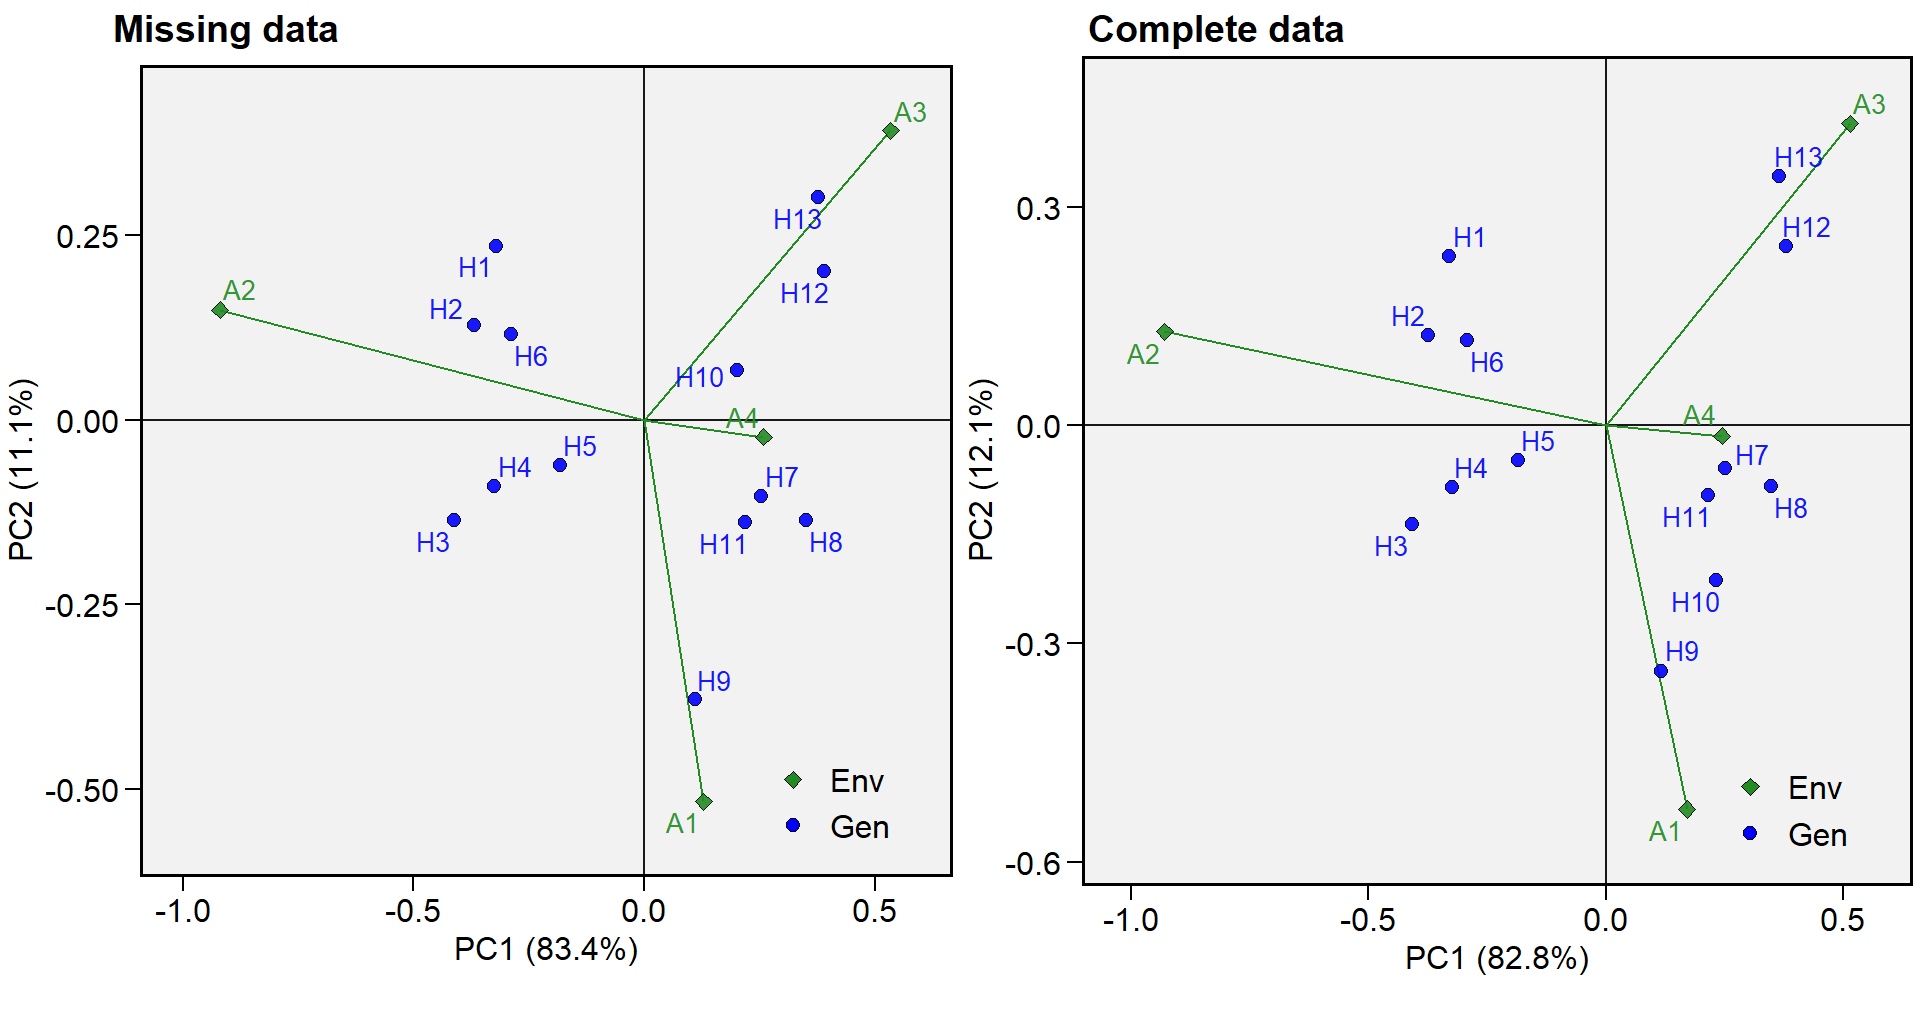 Missing data
A3
H13
H1
H12
A2
H2
H6
H10
A4
H5
H4
H7
H3
H11
H8
H9
A1
Env
Gen
0.25
0.00
-0.25
-0.50
-1.0
-0.5
0.0
0.5
PC1 (83.4%)
PC2 (11.1%)
Complete data
A3
H13
H12
H1
H2
A2
H6
A4
H5
H7
H4
H8
H11
H3
H10
H9
A1
Env
Gen
0.3
0.0
-0.3
-0.6
-1.0
-0.5
0.0
0.5
PC1 (82.8%)
PC2 (12.1%)